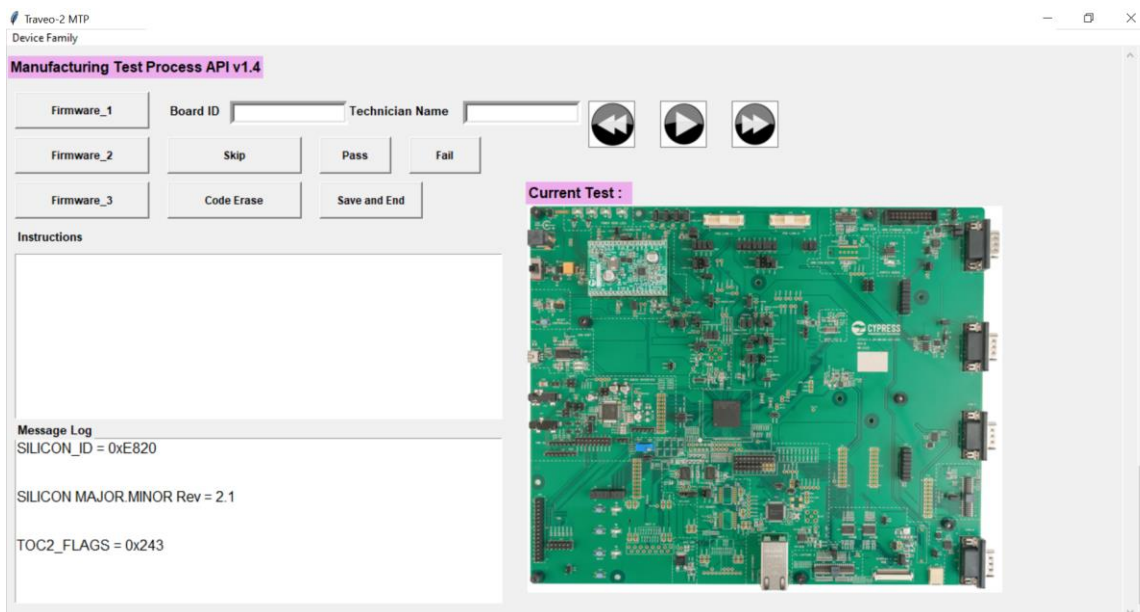 Traveo-2 MTP
Device Family
Manufacturing Test Process API v1.4
Firmware_1
Board ID
Technician Name
Firmware_2
Skip
Pass
Fail
Firmware_3
Code Erase
Save and End
Current Test :
Instructions
CYPRESS
Message Log
SILICON_ID = 0xE820
SILICON MAJOR.MINOR Rev = 2.1
TOC2_FLAGS = 0x243